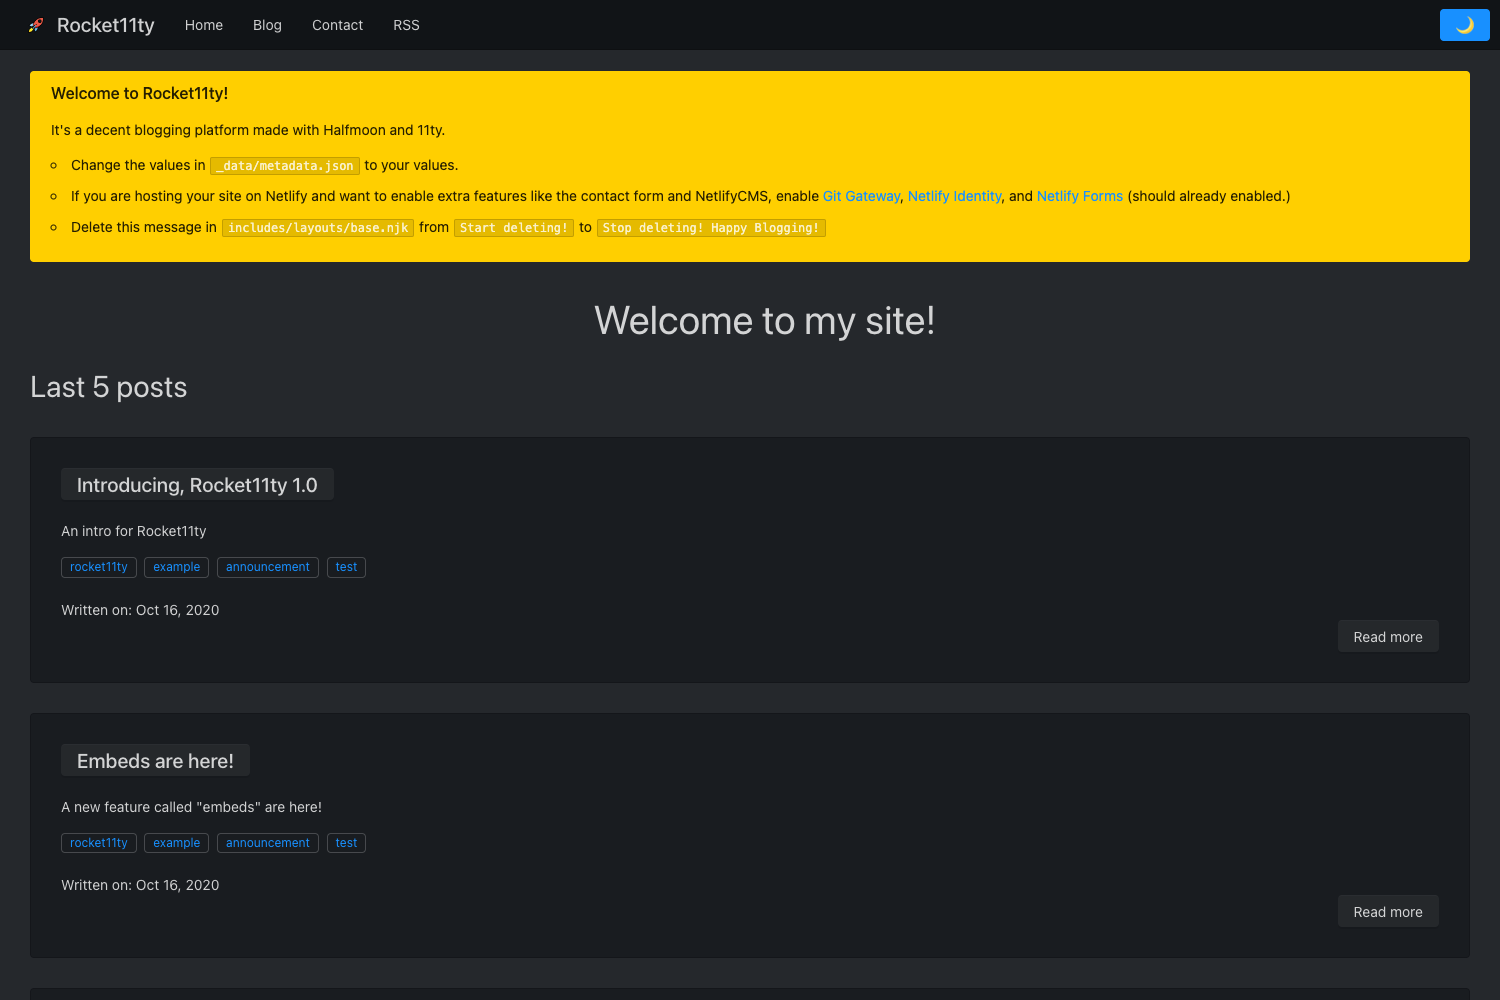 Rocket11ty Home Blog Contact RSS
Welcome to Rocket11ty!
It's a decent blogging platform made with Halfmoon and 11ty.
Change the values in _data/metadata.json to your values.
If you are hosting your site on Netlify and want to enable extra features like the contact form and NetlifyCMS, enable Git Gateway, Netlify Identity, and Netlify Forms (should already enabled.)
Delete this message in includes/layouts/base.njk from Start deleting! to Stop deleting! Happy Blogging!
Welcome to my site!
Last 5 posts
Introducing, Rocket11ty 1.0
An intro for Rocket11ty
rocket11ty example announcement test
Written on: Oct 16, 2020
Read more
Embeds are here!
A new feature called "embeds" are here!
rocket11ty example announcement test
Written on: Oct 16, 2020
Read more